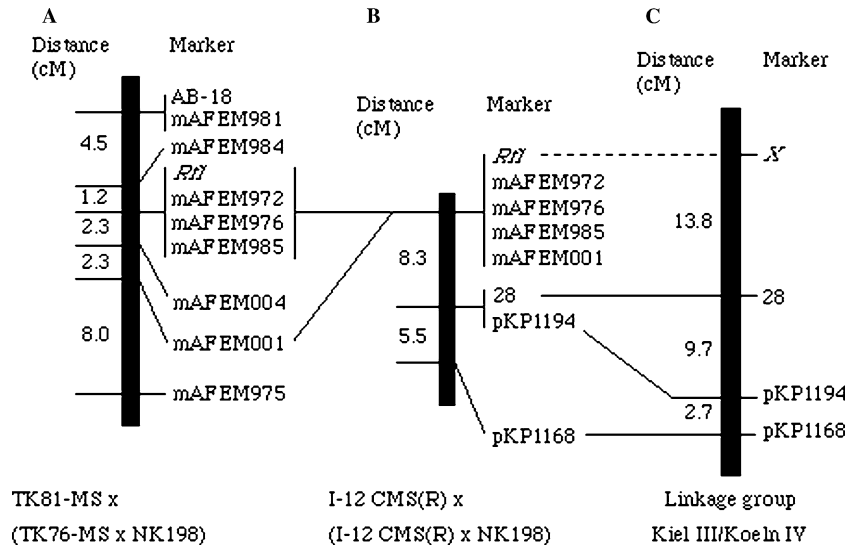 A
Distance
(cM)
Marker
AB-18
mAFEM981
4.5
mAFEM984
Rf1
1.2
mAFEM972
2.3
mAFEM976
2.3
mAFEM985
mAFEM004
8.0
mAFEM001
mAFEM975
TK81-MS x
(TK76-MS x NK198)
B
Distance
(cM)
Marker
Rf1
mAFEM972
mAFEM976
mAFEM985
8.3
mAFEM001
28
5.5
pKP1194
pKP1168
I-12 CMS(R) x
(I-12 CMS(R) x NK198)
C
Distance
(cM)
Marker
X
13.8
28
9.7
pKP1194
2.7
pKP1168
Linkage group
Kiel III/Koeln IV